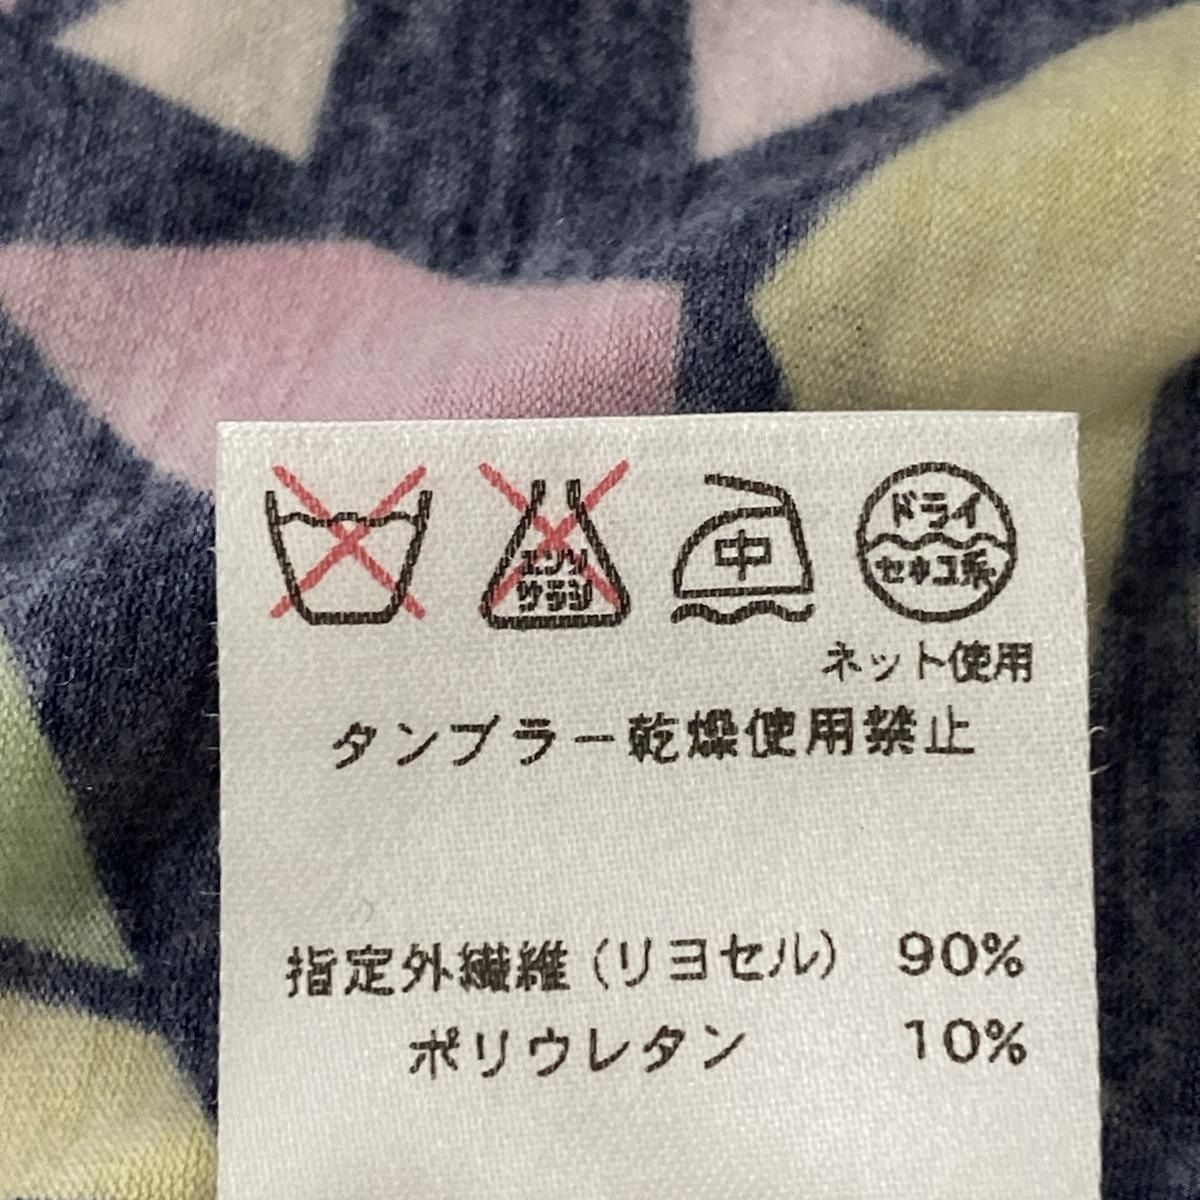 エンソ
サラシ
中
ドライ
セキユ系
ネット使用
タンブラー乾燥使用禁止
指定外繊維(リヨセル) 90%
ポリウレタン 10%